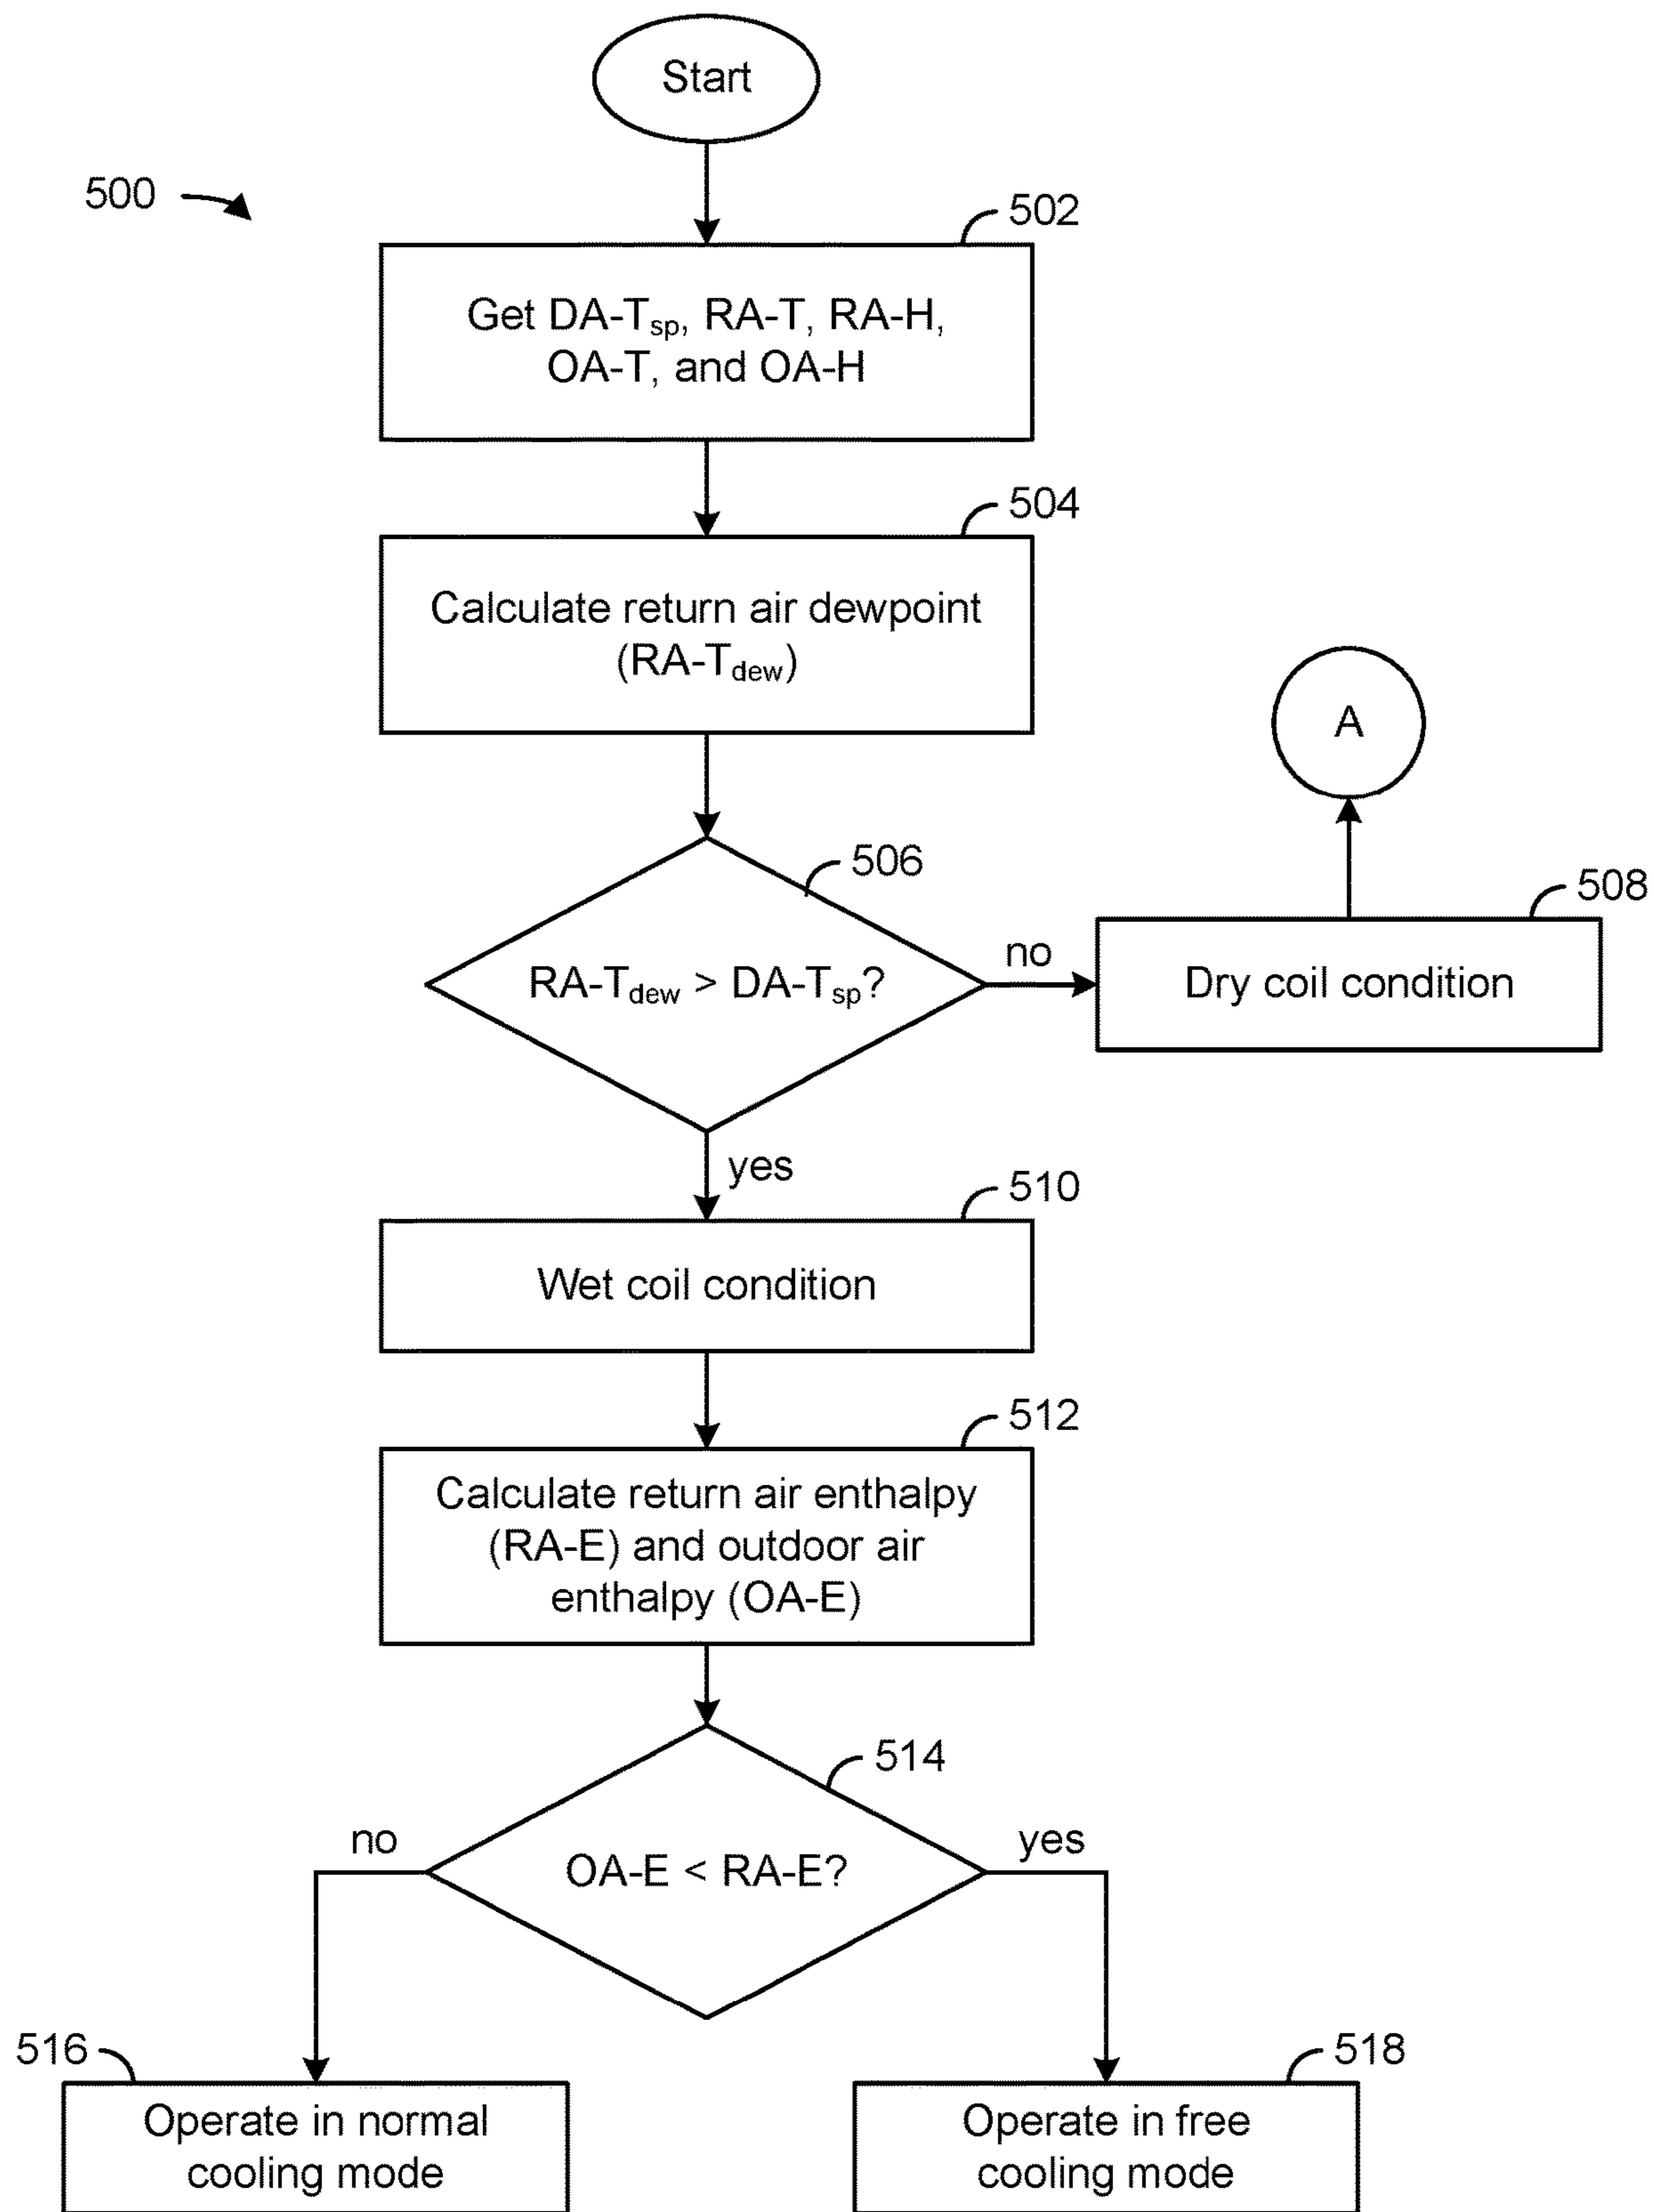 Start
500
502
Get DA-Tsp, RA-T, RA-H,
OA-T, and OA-H
504
Calculate return air dewpoint
(RA-Tdew)
A
506
508
RA-Tdew > DA-Tsp?
no
Dry coil condition
yes
510
Wet coil condition
512
Calculate return air enthalpy
(RA-E) and outdoor air
enthalpy (OA-E)
514
no
OA-E < RA-E?
yes
516
Operate in normal
cooling mode
518
Operate in free
cooling mode